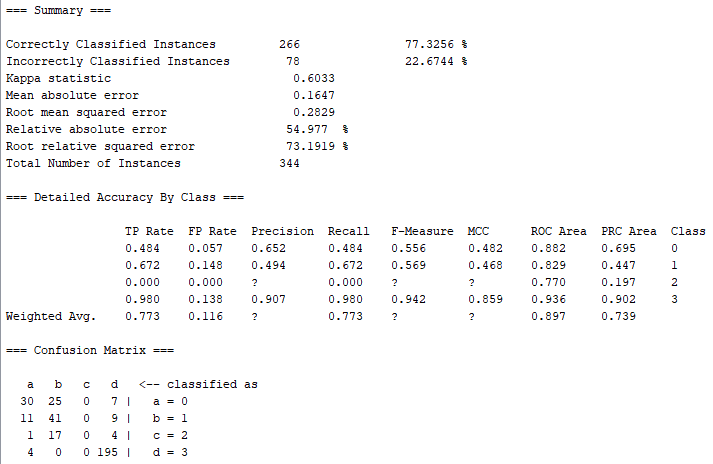 === Summary ===
Correctly Classified Instances 266 77.3256 %
Incorrectly Classified Instances 78 22.6744 %
Kappa statistic 0.6033
Mean absolute error 0.1647
Root mean squared error 0.2829
Relative absolute error 54.977 %
Root relative squared error 73.1919 %
Total Number of Instances 344
=== Detailed Accuracy By Class ===
TP Rate FP Rate Precision Recall F-Measure MCC ROC Area PRC Area Class
0.484 0.057 0.652 0.484 0.556 0.482 0.882 0.695 0
0.672 0.148 0.494 0.672 0.569 0.468 0.829 0.447 1
0.000 0.000 ? 0.000 ? ? 0.770 0.197 2
0.980 0.138 0.907 0.980 0.942 0.859 0.936 0.902 3
Weighted Avg. 0.773 0.116 ? 0.773 ? ? 0.897 0.739
=== Confusion Matrix ===
a b c d <-- classified as
30 25 0 7 | a = 0
11 41 0 9 | b = 1
1 17 0 4 | c = 2
4 0 0 195 | d = 3